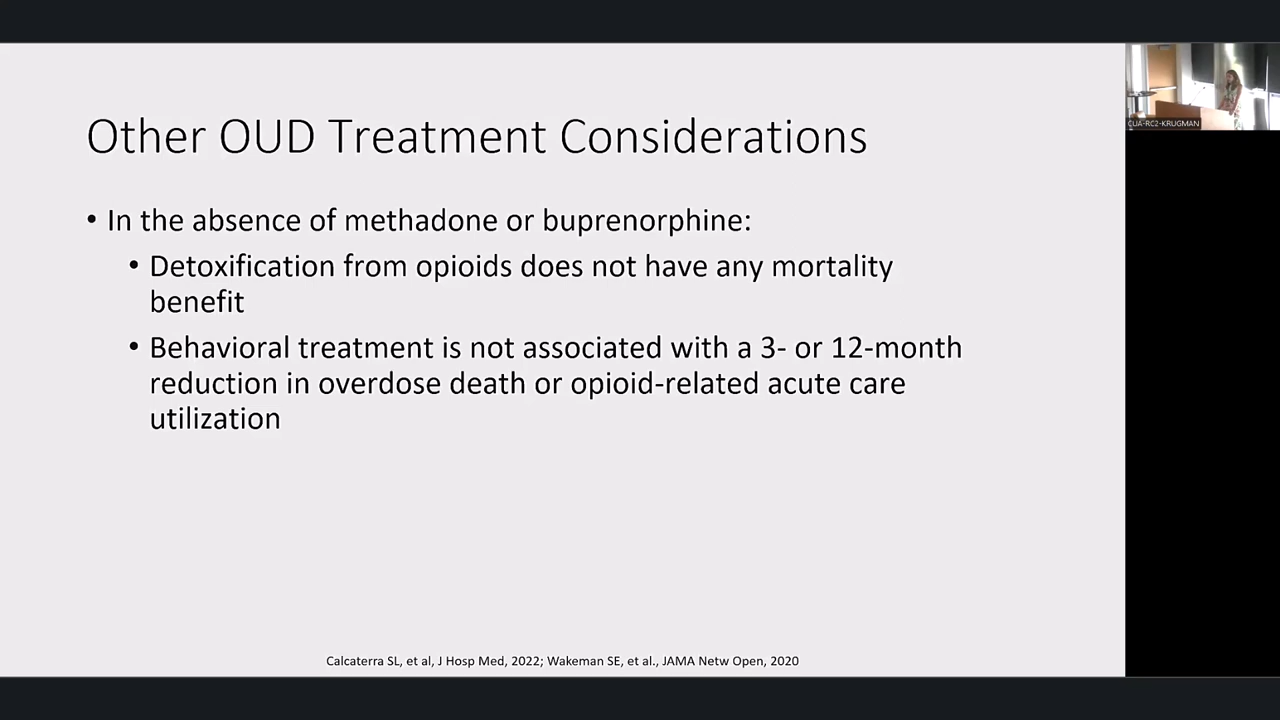 Other OUD Treatment Considerations
• In the absence of methadone or buprenorphine:
• Detoxification from opioids does not have any mortality
benefit
• Behavioral treatment is not associated with a 3- or 12-month
reduction in overdose death or opioid-related acute care
utilization
Calcaterra SL, et al, J Hosp Med, 2022; Wakeman SE, et al., JAMA Netw Open, 2020
CUA-RC2-KRUGMAN